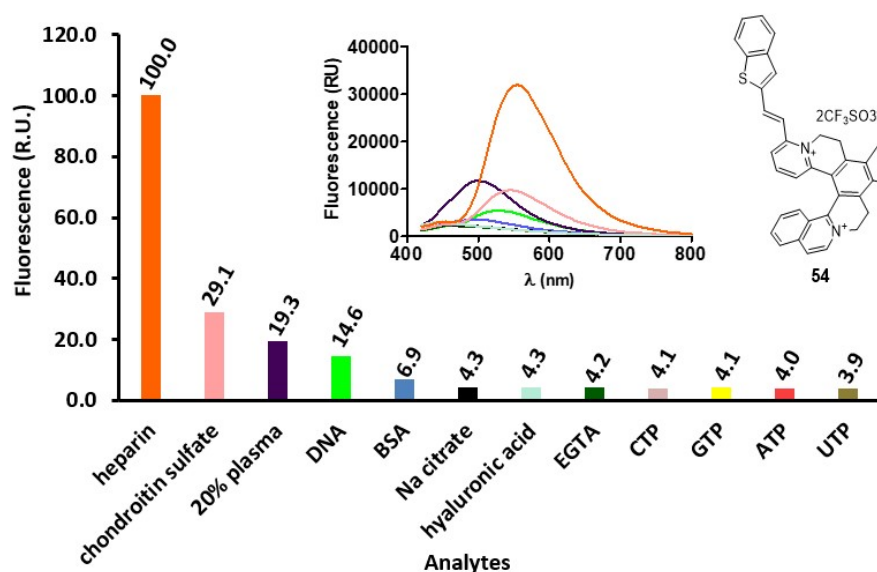 Fluorescence (R.U.)
120.0
100.0
80.0
60.0
40.0
20.0
0.0
100.0
29.1
19.3
14.6
6.9
4.3
4.3
4.2
4.1
4.1
4.0
3.9
heparin
chondroitin sulfate
20% plasma
DNA
BSA
Na citrate
hyaluronic acid
EGTA
CTP
GTP
ATP
UTP
Analytes
Fluorescence (RU)
40000
30000
20000
10000
0
400
500
600
700
800
λ (nm)
S
2CF₃SO3
N⁺
N⁺
54